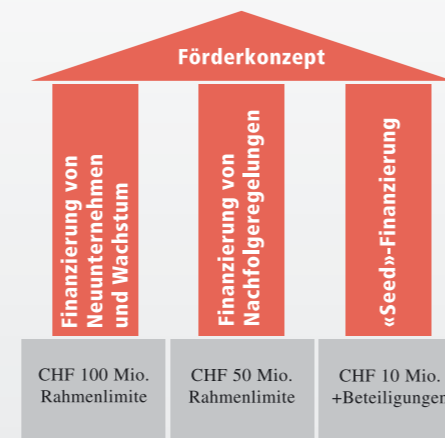 Förderkonzept
Finanzierung von
Neuunternehmen
und Wachstum
Finanzierung von
Nachfolgeregelungen
«Seed»-Finanzierung
CHF 100 Mio.
Rahmenlimite
CHF 50 Mio.
Rahmenlimite
CHF 10 Mio.
+Beteiligungen